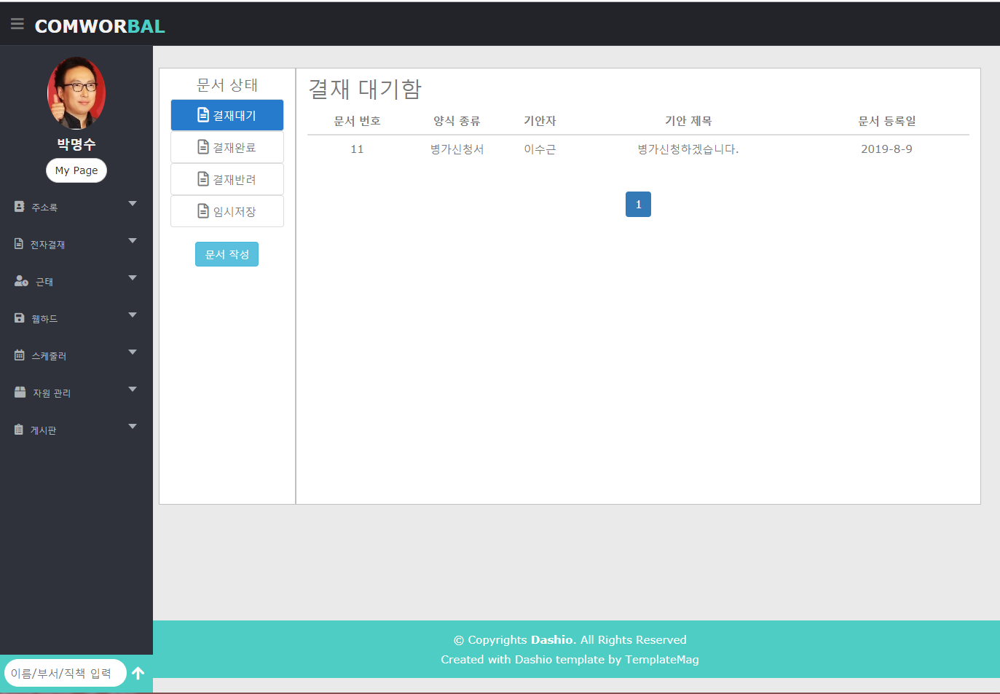 COMWORBAL
박명수
My Page
주소록
전자결재
근태
웹하드
스케줄러
자원 관리
게시판
이름/부서/직책 입력
문서 상태
결재대기
결재완료
결재반려
임시저장
문서 작성
결재 대기함
문서 번호 양식 종류 기안자 기안 제목 문서 등록일
11 병가신청서 이수근 병가신청하겠습니다. 2019-8-9
1
© Copyrights Dashio. All Rights Reserved
Created with Dashio template by TemplateMag